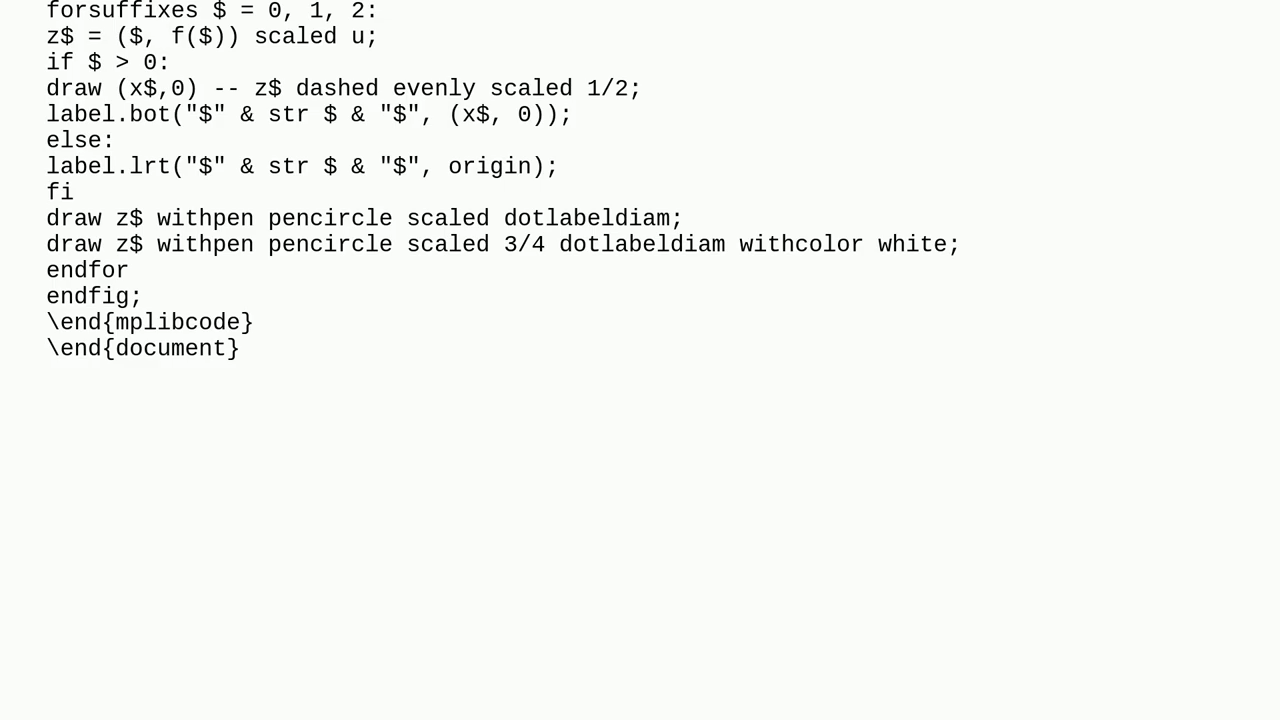 forsuffixes $ = 0, 1, 2:
z$ = ($, f($)) scaled u;
if $ > 0:
draw (x$,0) -- z$ dashed evenly scaled 1/2;
label.bot("$" & str $ & "$", (x$, 0));
else:
label.lrt("$" & str $ & "$", origin);
fi
draw z$ withpen pencircle scaled dotlabeldiam;
draw z$ withpen pencircle scaled 3/4 dotlabeldiam withcolor white;
endfor
endfig;
\end{mplibcode}
\end{document}